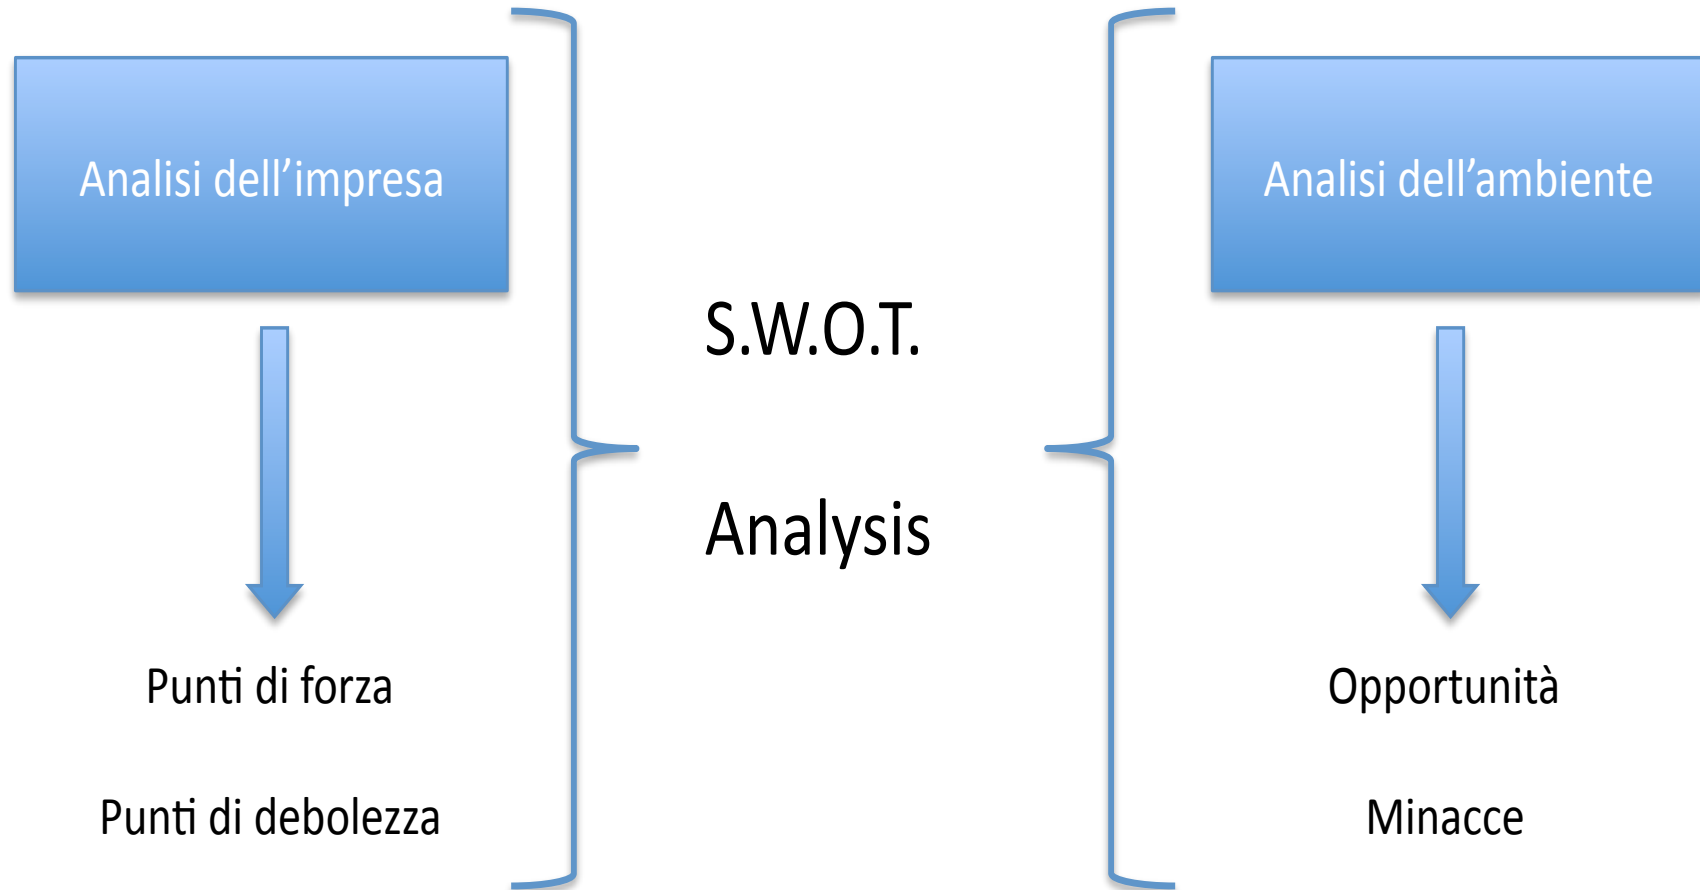 Analisi dell’impresa
Punti di forza
Punti di debolezza
S.W.O.T.
Analysis
Analisi dell’ambiente
Opportunità
Minacce